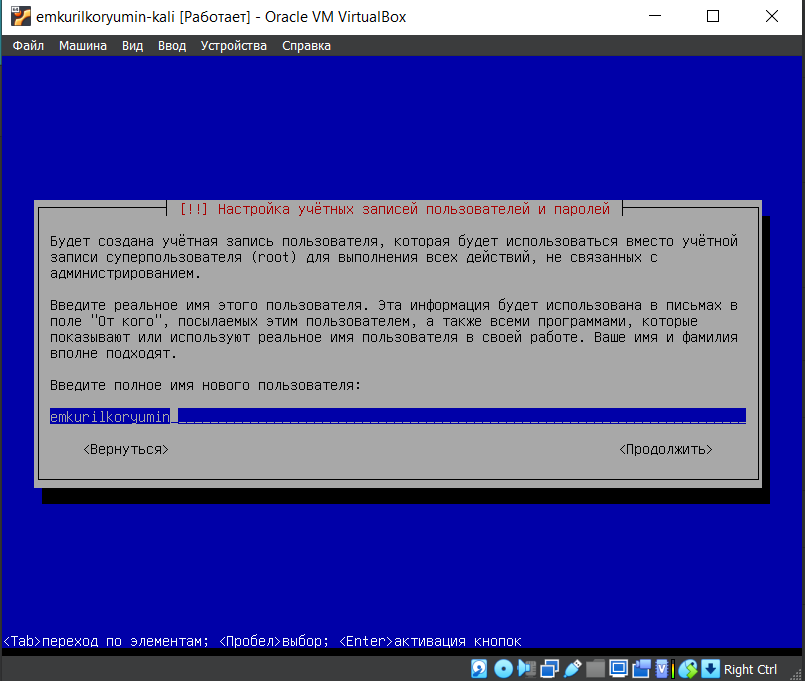 emkurilkoryumin-kali [Работает] - Oracle VM VirtualBox
Файл Машина Вид Ввод Устройства Справка
[!!] Настройка учётных записей пользователей и паролей
Будет создана учётная запись пользователя, которая будет использоваться вместо учётной
записи суперпользователя (root) для выполнения всех действий, не связанных с
администрированием.
Введите реальное имя этого пользователя. Эта информация будет использована в письмах в
поле "От кого", посылаемых этим пользователем, а также всеми программами, которые
показывают или используют реальное имя пользователя в своей работе. Ваше имя и фамилия
вполне подходят.
Введите полное имя нового пользователя:
emkurilkoryumin
<Вернуться> <Продолжить>
<Tab>переход по элементам; <Пробел>выбор; <Enter>активация кнопок
Right Ctrl